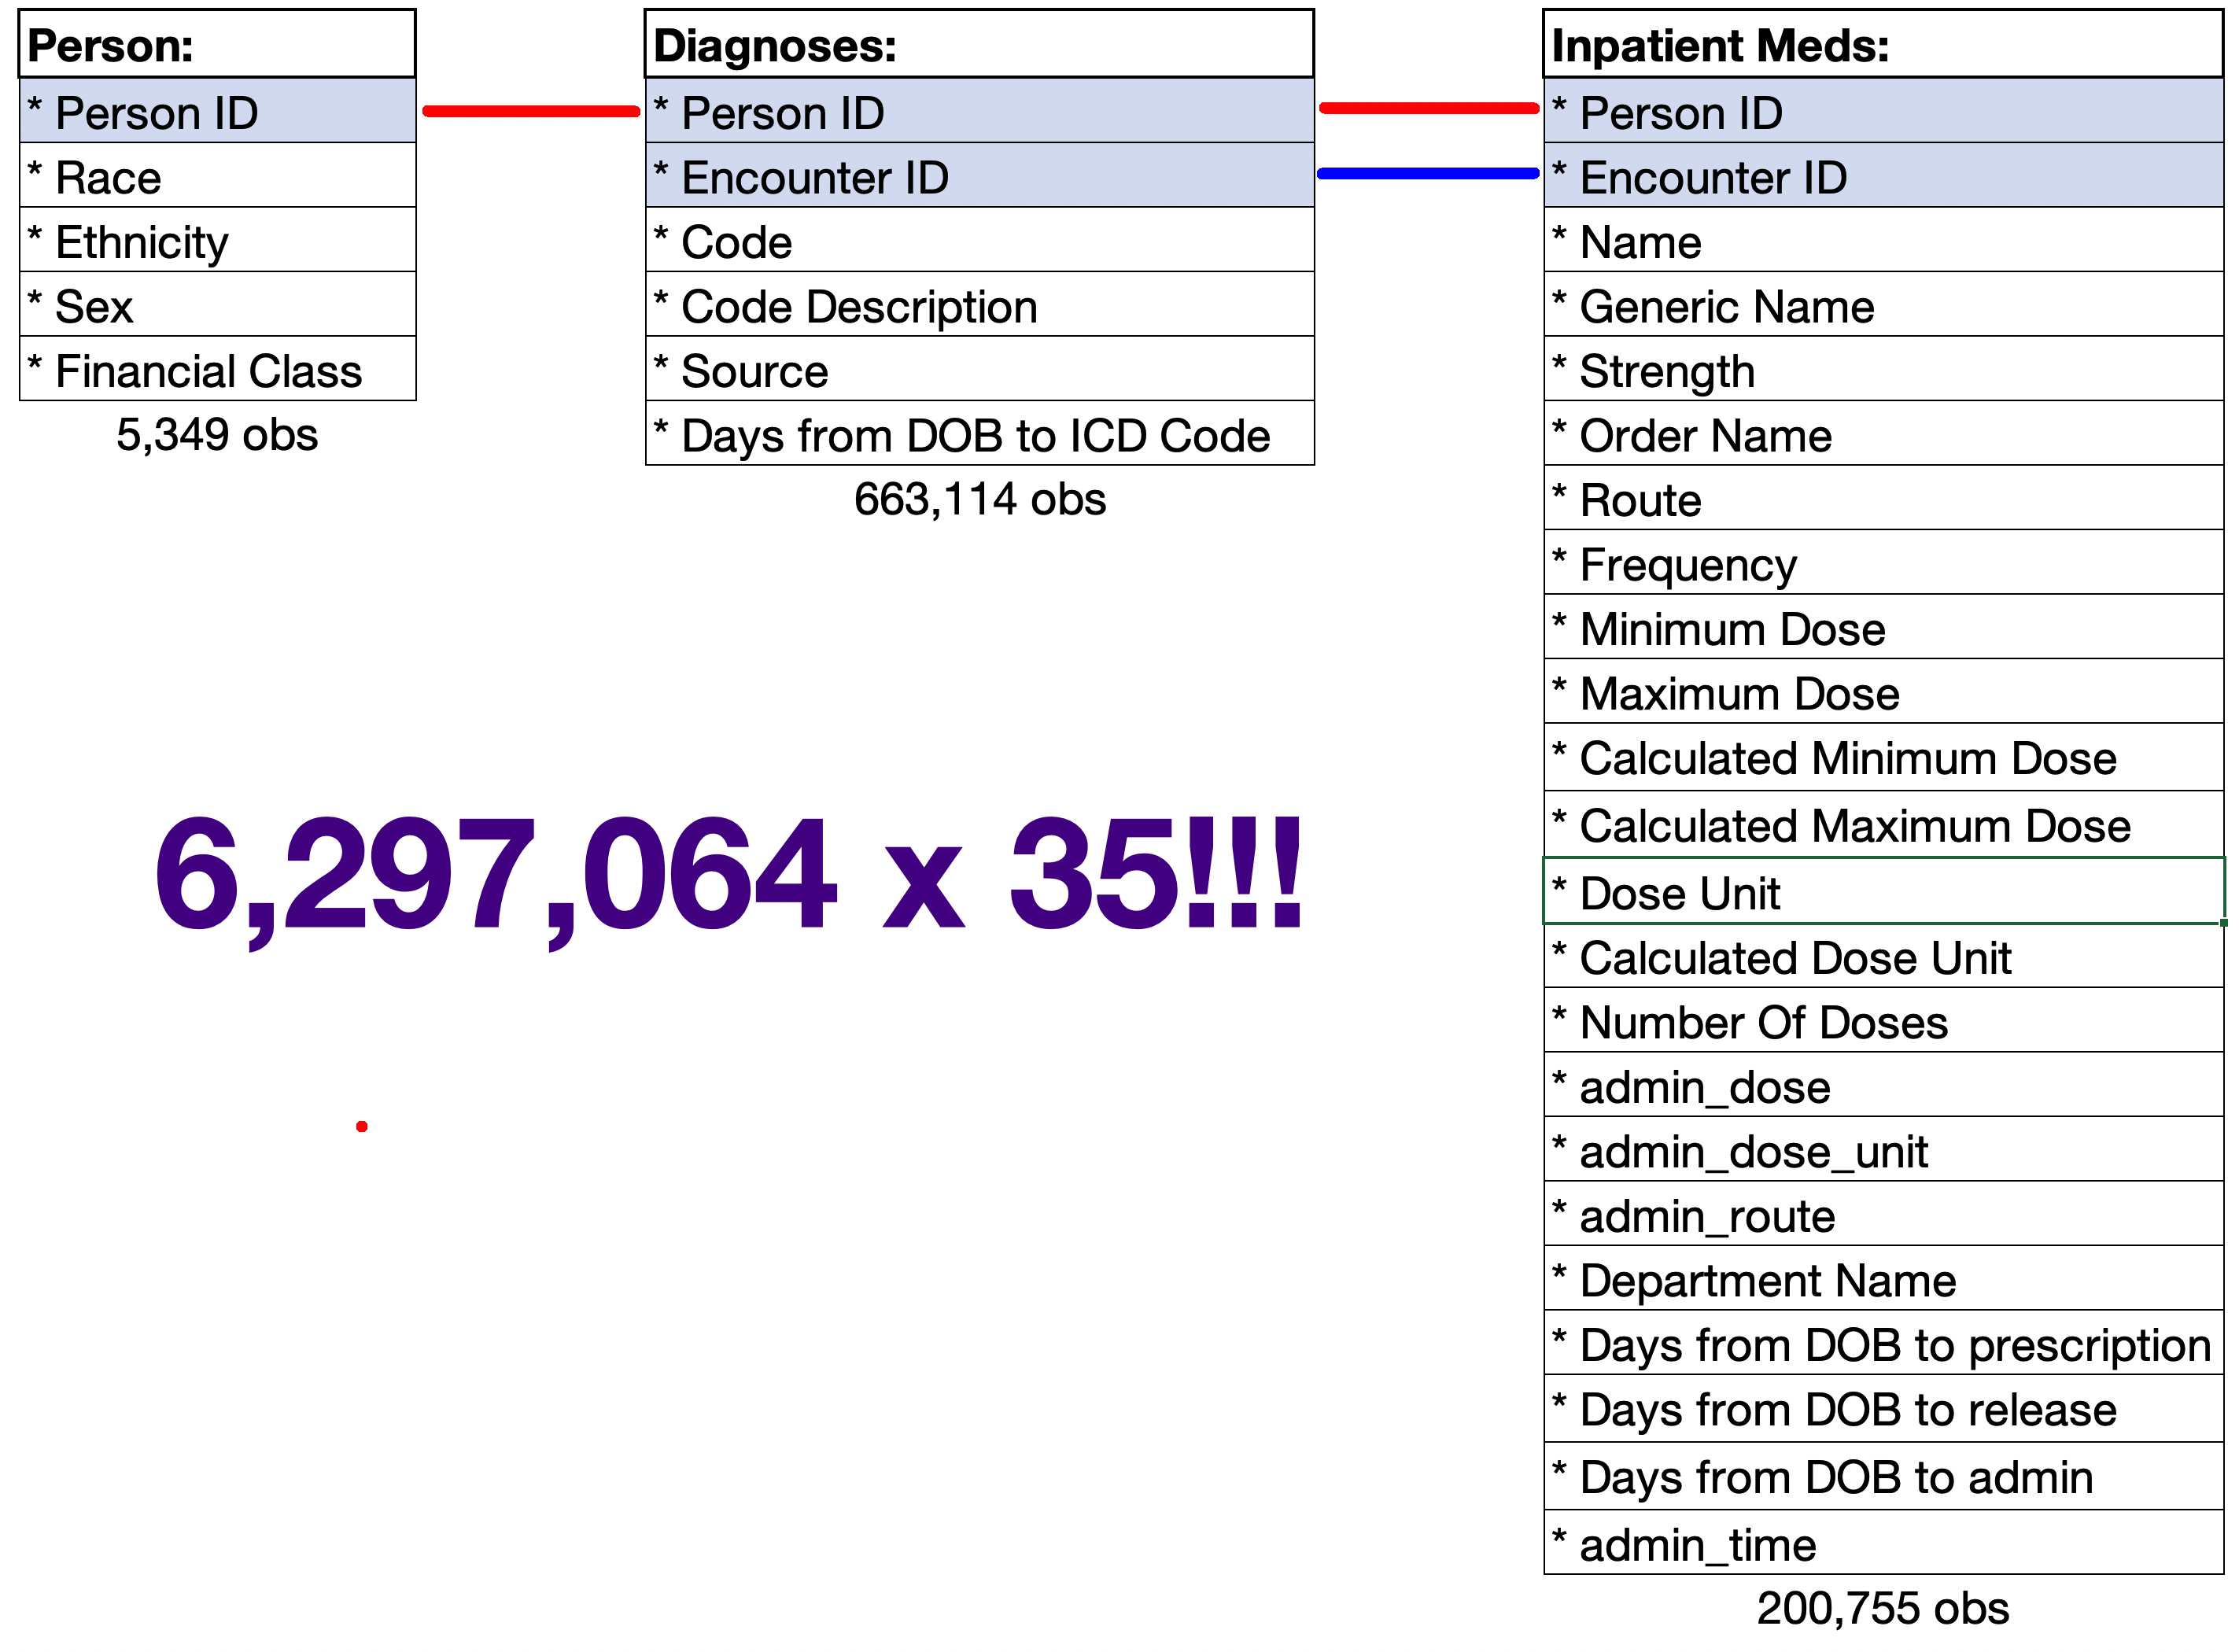 Person:
* Person ID
* Race
* Ethnicity
* Sex
* Financial Class
5,349 obs
Diagnoses:
* Person ID
* Encounter ID
* Code
* Code Description
* Source
* Days from DOB to ICD Code
663,114 obs
6,297,064 x 35!!!
Inpatient Meds:
* Person ID
* Encounter ID
* Name
* Generic Name
* Strength
* Order Name
* Route
* Frequency
* Minimum Dose
* Maximum Dose
* Calculated Minimum Dose
* Calculated Maximum Dose
* Dose Unit
* Calculated Dose Unit
* Number Of Doses
* admin_dose
* admin_dose_unit
* admin_route
* Department Name
* Days from DOB to prescription
* Days from DOB to release
* Days from DOB to admin
* admin_time
200,755 obs